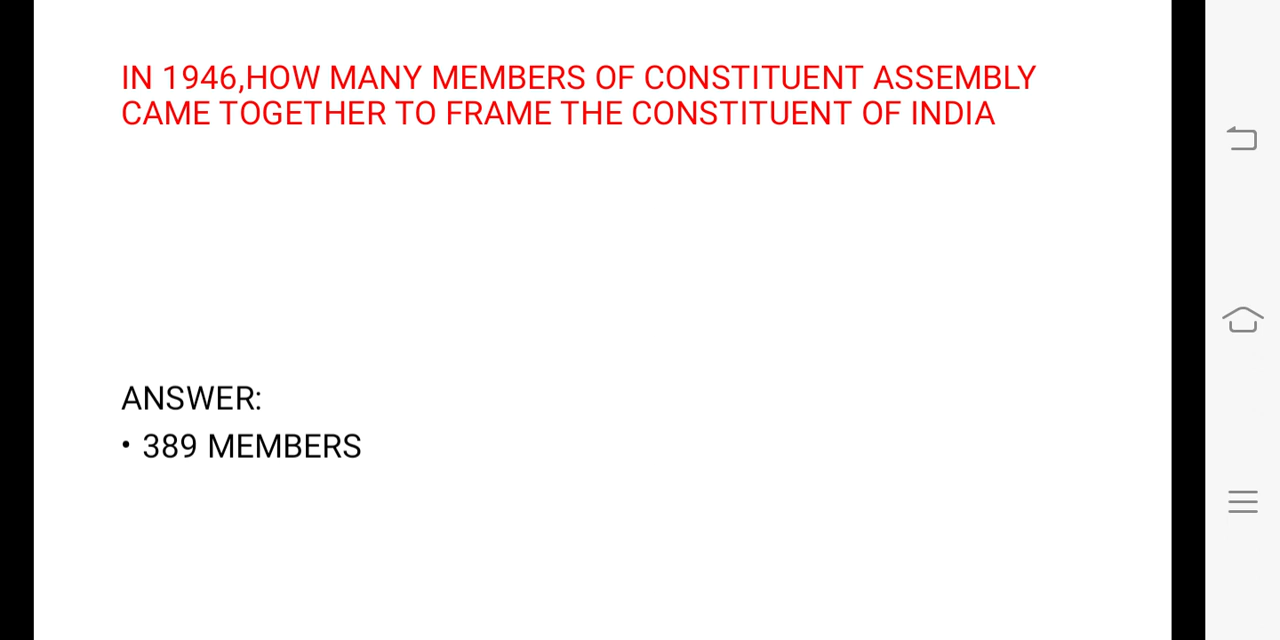 IN 1946,HOW MANY MEMBERS OF CONSTITUENT ASSEMBLY
CAME TOGETHER TO FRAME THE CONSTITUENT OF INDIA
ANSWER:
• 389 MEMBERS